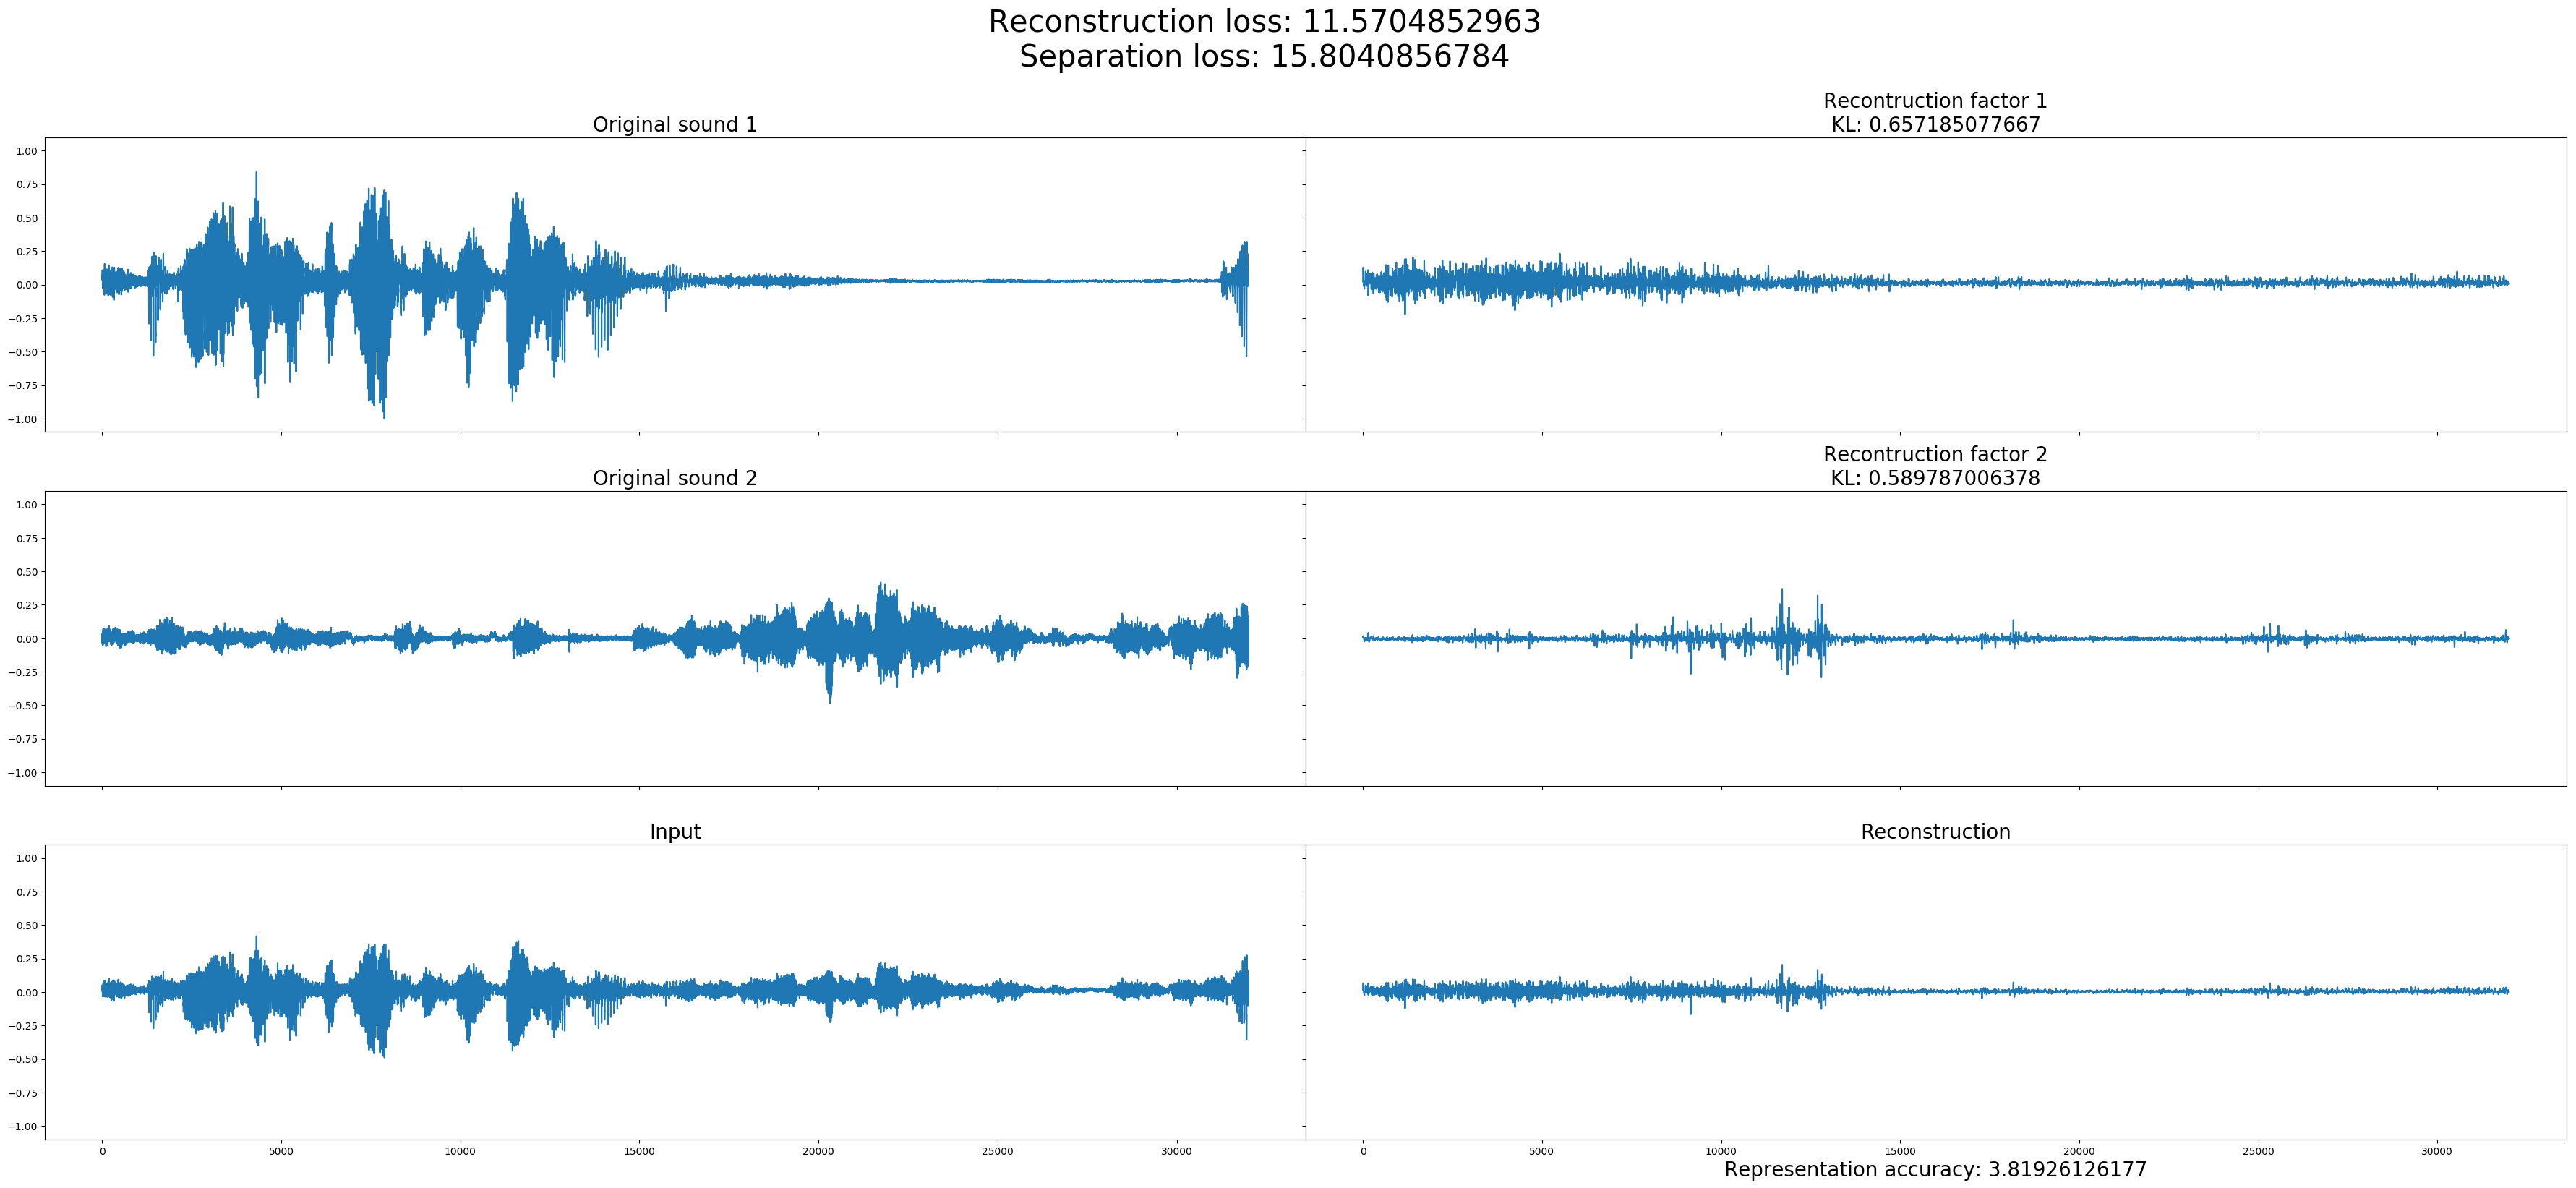 Reconstruction loss: 11.5704852963
Separation loss: 15.8040856784
Original sound 1
Recontruction factor 1
KL: 0.657185077667
1.00
0.75
0.50
0.25
0.00
−0.25
−0.50
−0.75
−1.00
Original sound 2
Recontruction factor 2
KL: 0.589787006378
1.00
0.75
0.50
0.25
0.00
−0.25
−0.50
−0.75
−1.00
Input
Reconstruction
1.00
0.75
0.50
0.25
0.00
−0.25
−0.50
−0.75
−1.00
0 5000 10000 15000 20000 25000 30000 0 5000 10000 15000 20000 25000 30000
Representation accuracy: 3.81926126177